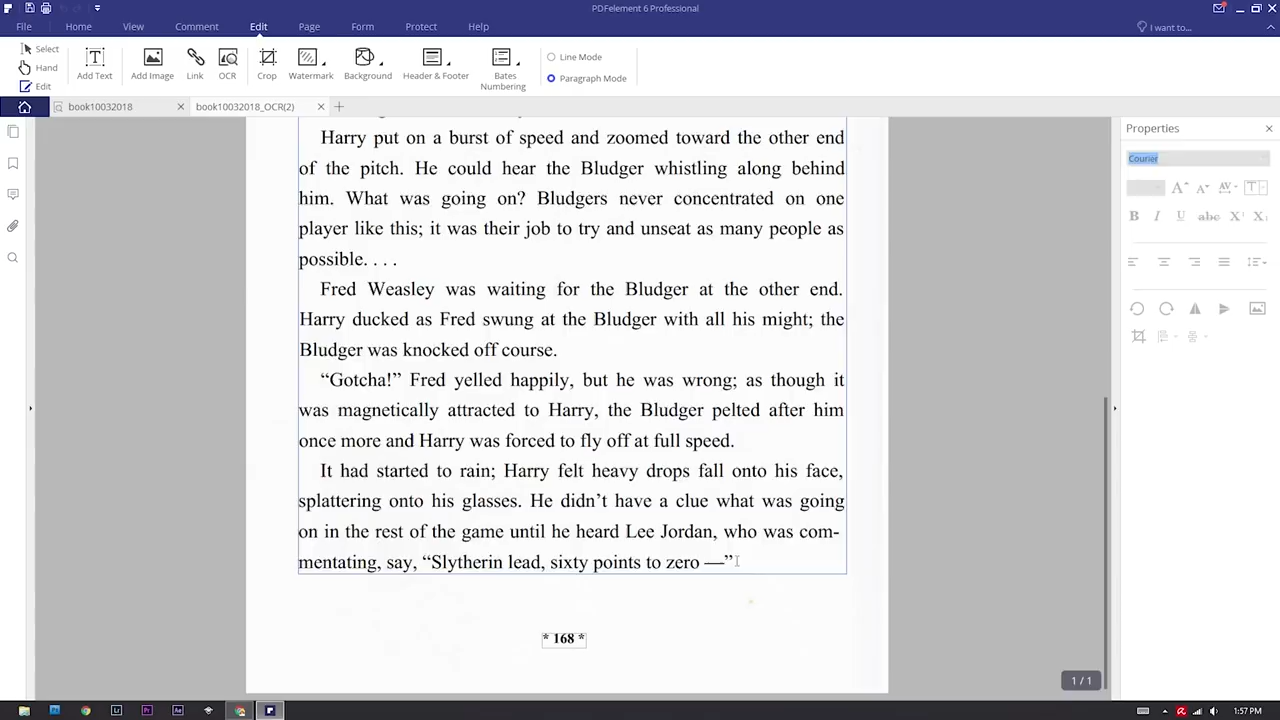 PDFelement 6 Professional
File Home View Comment Edit Page Form Protect Help I want to...
Select
Hand
Edit
Add Text Add Image Link OCR Crop Watermark Background Header & Footer Bates Numbering
Line Mode
Paragraph Mode
book10032018 book10032018_OCR(2)
Harry put on a burst of speed and zoomed toward the other end
of the pitch. He could hear the Bludger whistling along behind
him. What was going on? Bludgers never concentrated on one
player like this; it was their job to try and unseat as many people as
possible. . . .
Fred Weasley was waiting for the Bludger at the other end.
Harry ducked as Fred swung at the Bludger with all his might; the
Bludger was knocked off course.
“Gotcha!” Fred yelled happily, but he was wrong; as though it
was magnetically attracted to Harry, the Bludger pelted after him
once more and Harry was forced to fly off at full speed.
It had started to rain; Harry felt heavy drops fall onto his face,
splattering onto his glasses. He didn’t have a clue what was going
on in the rest of the game until he heard Lee Jordan, who was com-
mentating, say, “Slytherin lead, sixty points to zero —”
* 168 *
Properties
Courier
1 / 1
1:57 PM